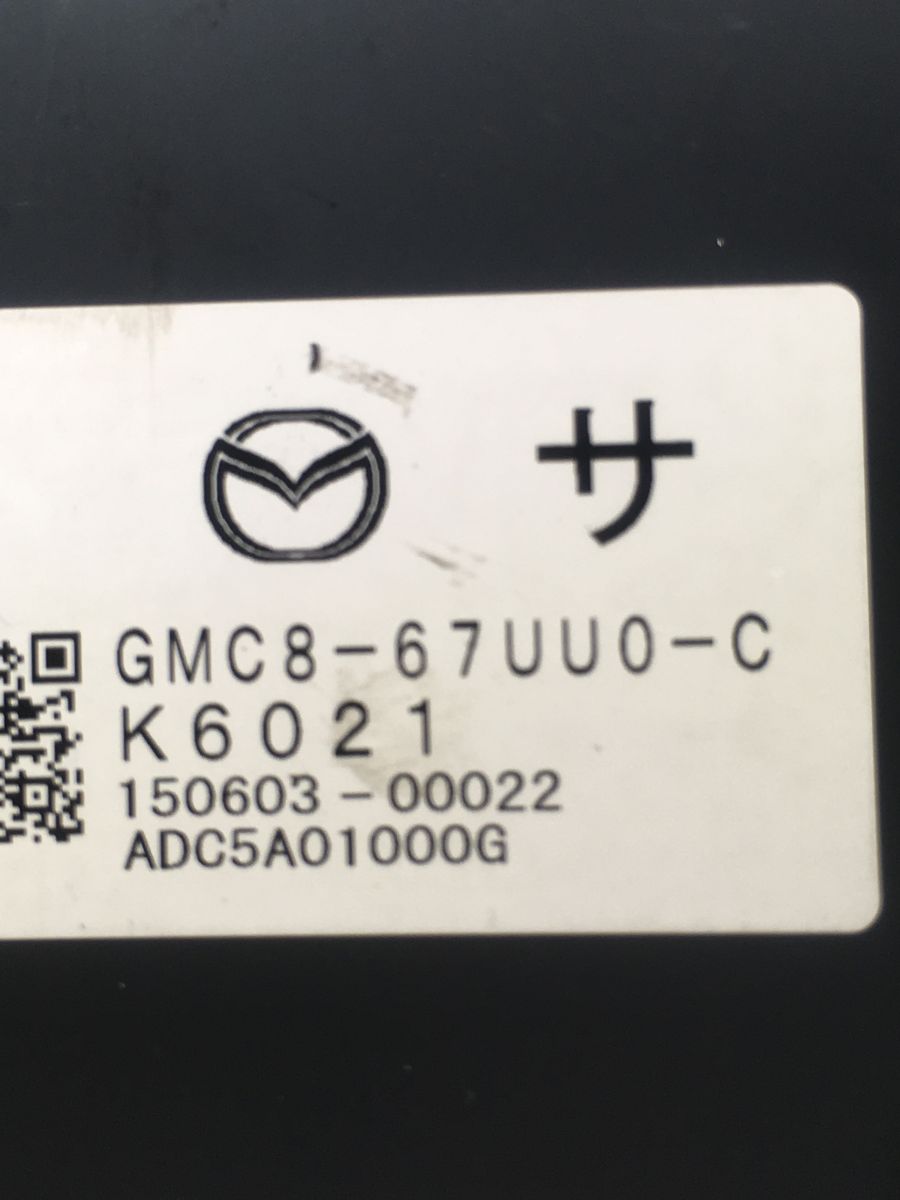 サ
GMC8-67UU0-C
K6021
150603-00022
ADC5A01000G